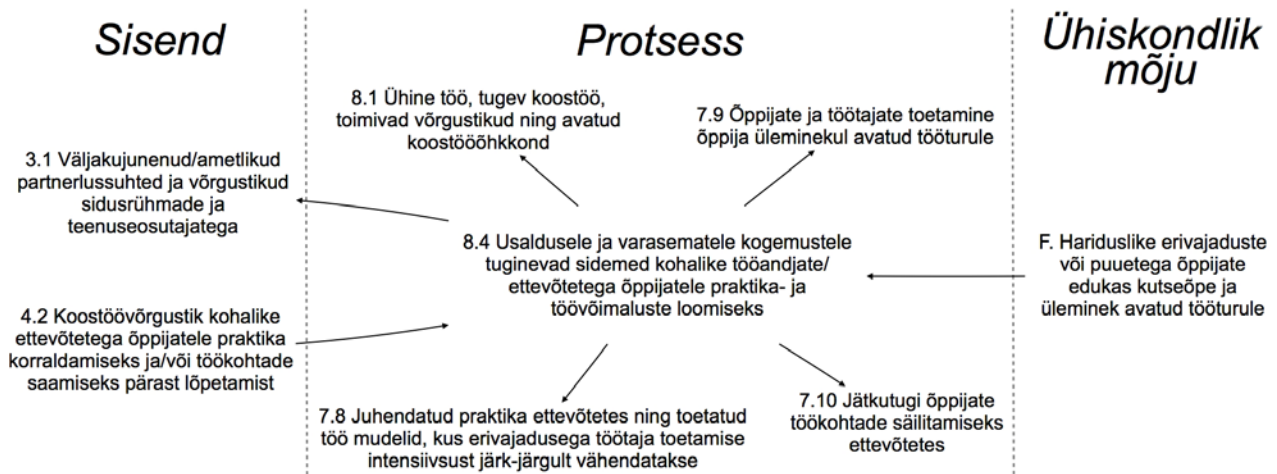 Sisend
Protsess
Ühiskondlik
mõju
8.1 Ühine töö, tugev koostöö,
toimivad võrgustikud ning avatud
koostööõhkkond
7.9 Õppijate ja töötajate toetamine
õppija üleminekul avatud tööturule
3.1 Väljakujunenud/ametlikud
partnerlussuhted ja võrgustikud
sidusrühmade ja
teenuseosutajatega
8.4 Usaldusele ja varasematele kogemustele
tuginevad sidemed kohalike tööandjate/
ettevõtetega õppijatele praktika- ja
töövõimaluste loomiseks
F. Hariduslike erivajaduste
või puuetega õppijate
edukas kutseõpe ja
üleminek avatud tööturule
4.2 Koostöövõrgustik kohalike
ettevõtetega õppijatele praktika
korraldamiseks ja/või töökohtade
saamiseks pärast lõpetamist
7.8 Juhendatud praktika ettevõtetes ning toetatud
töö mudelid, kus erivajadusega töötaja toetamise
intensiivsust järk-järgult vähendatakse
7.10 Jätkutugi õppijate
töökohtade säilitamiseks
ettevõtetes